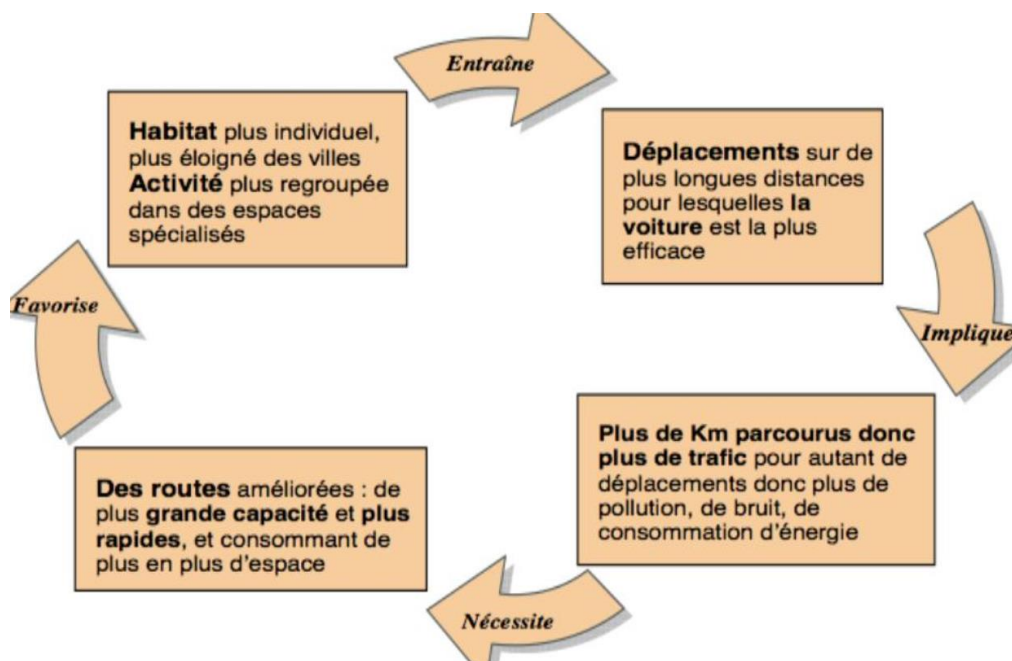 Entraîne
Habitat plus individuel,
plus éloigné des villes
Activité plus regroupée
dans des espaces
spécialisés
Déplacements sur de
plus longues distances
pour lesquelles la
voiture est la plus
efficace
Implique
Plus de Km parcourus donc
plus de trafic pour autant de
déplacements donc plus de
pollution, de bruit, de
consommation d'énergie
Nécessite
Des routes améliorées : de
plus grande capacité et plus
rapides, et consommant de
plus en plus d'espace
Favorise